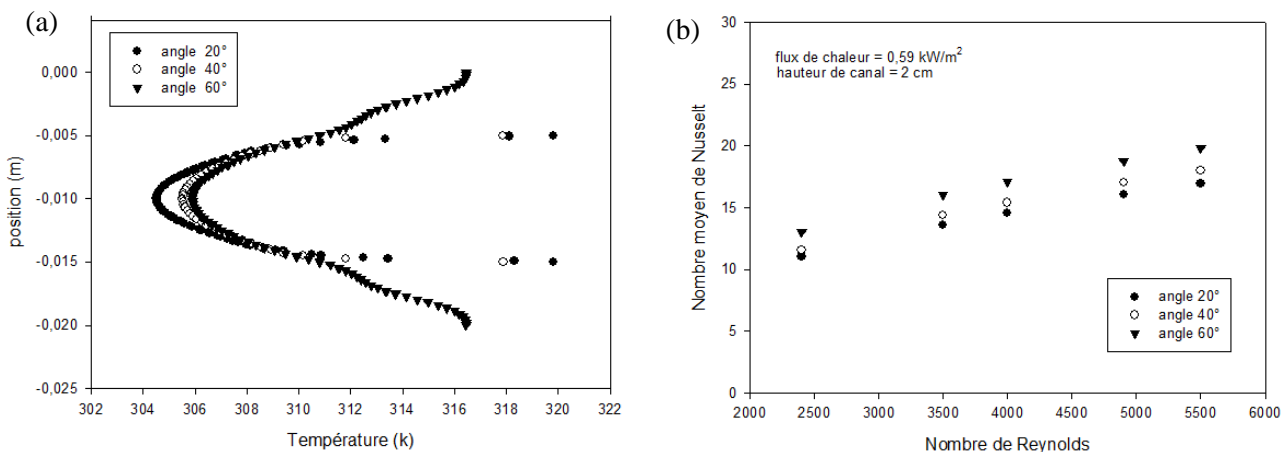 (a)
angle 20°
angle 40°
angle 60°
0,000
-0,005
-0,010
-0,015
-0,020
-0,025
position (m)
302 304 306 308 310 312 314 316 318 320 322
Température (k)
(b)
30
25
20
15
10
5
0
Nombre moyen de Nusselt
flux de chaleur = 0,59 kW/m²
hauteur de canal = 2 cm
angle 20°
angle 40°
angle 60°
2000 2500 3000 3500 4000 4500 5000 5500 6000
Nombre de Reynolds